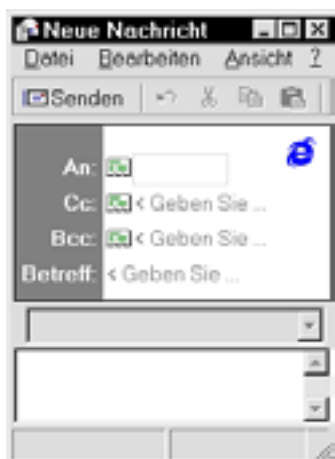 Neue Nachricht
Datei Bearbeiten Ansicht ?
Senden
An:
Cc: < Geben Sie ...
Bcc: < Geben Sie ...
Betreff: < Geben Sie ...